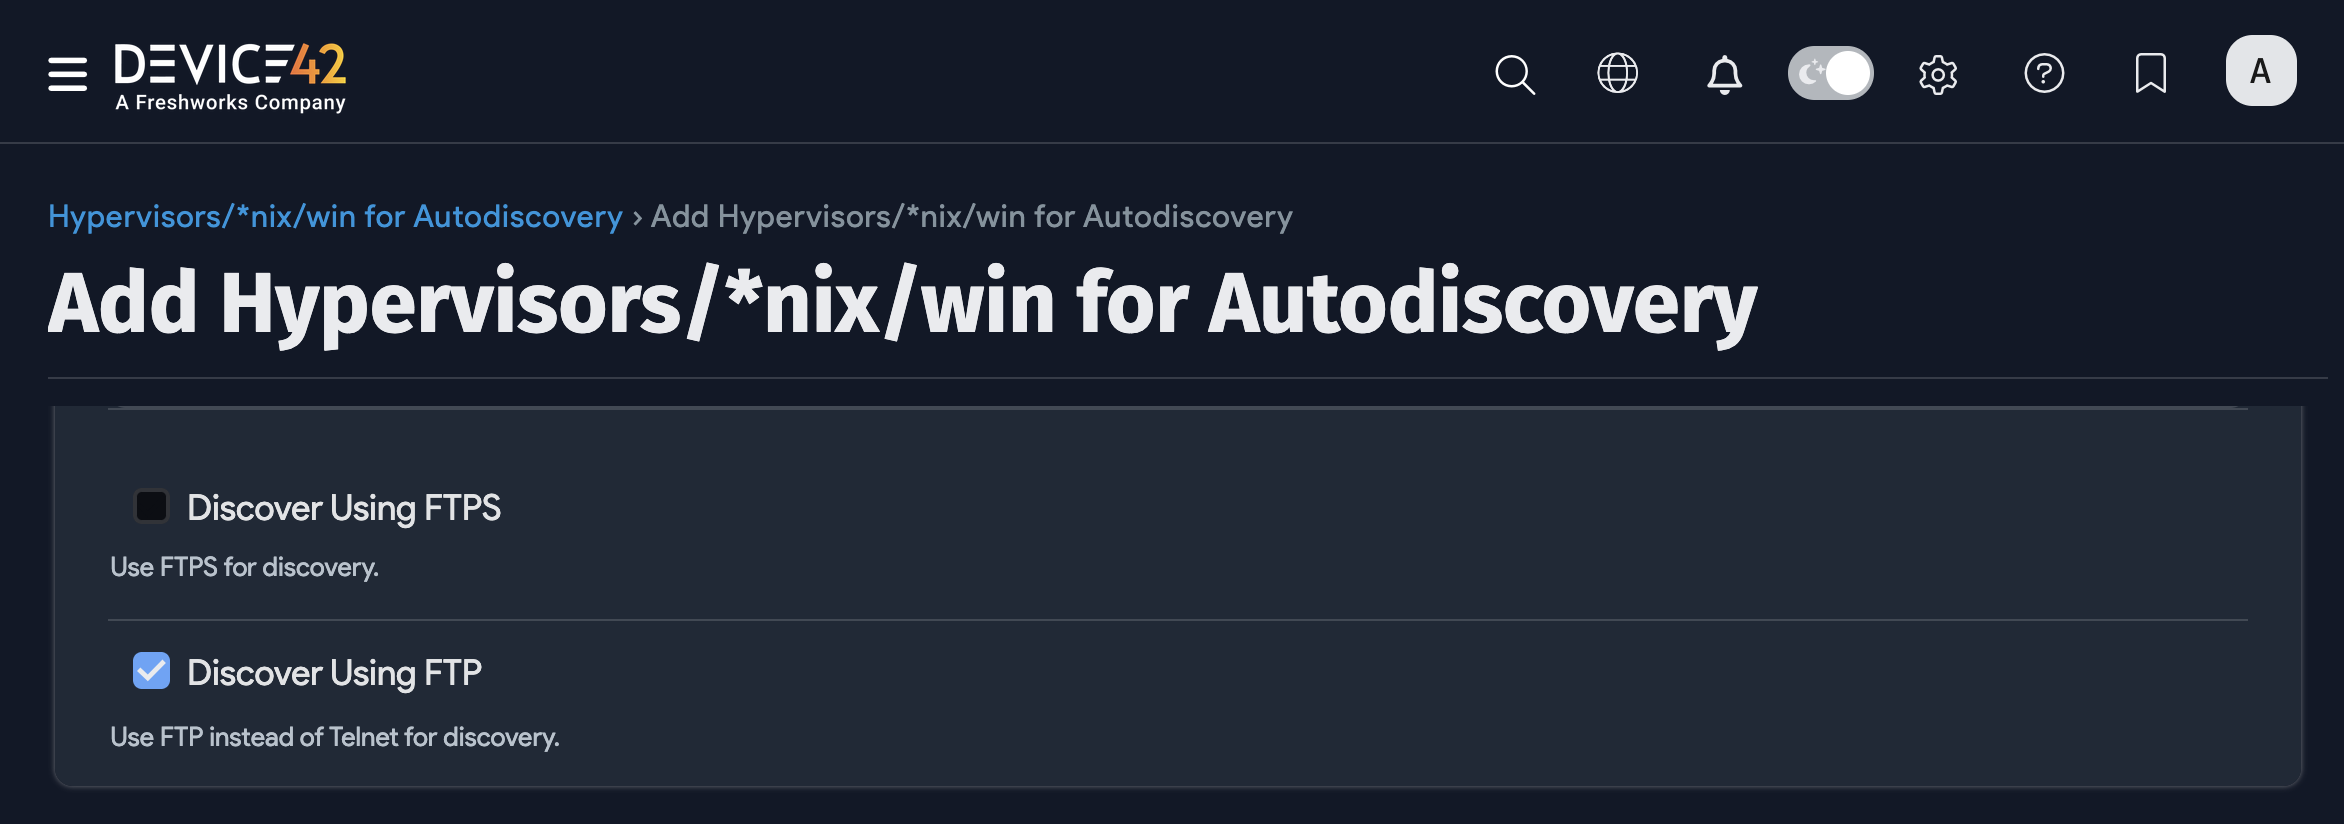 DEVICE42
A Freshworks Company
A
Hypervisors/*nix/win for Autodiscovery › Add Hypervisors/*nix/win for Autodiscovery
Add Hypervisors/*nix/win for Autodiscovery
Discover Using FTPS
Use FTPS for discovery.
Discover Using FTP
Use FTP instead of Telnet for discovery.